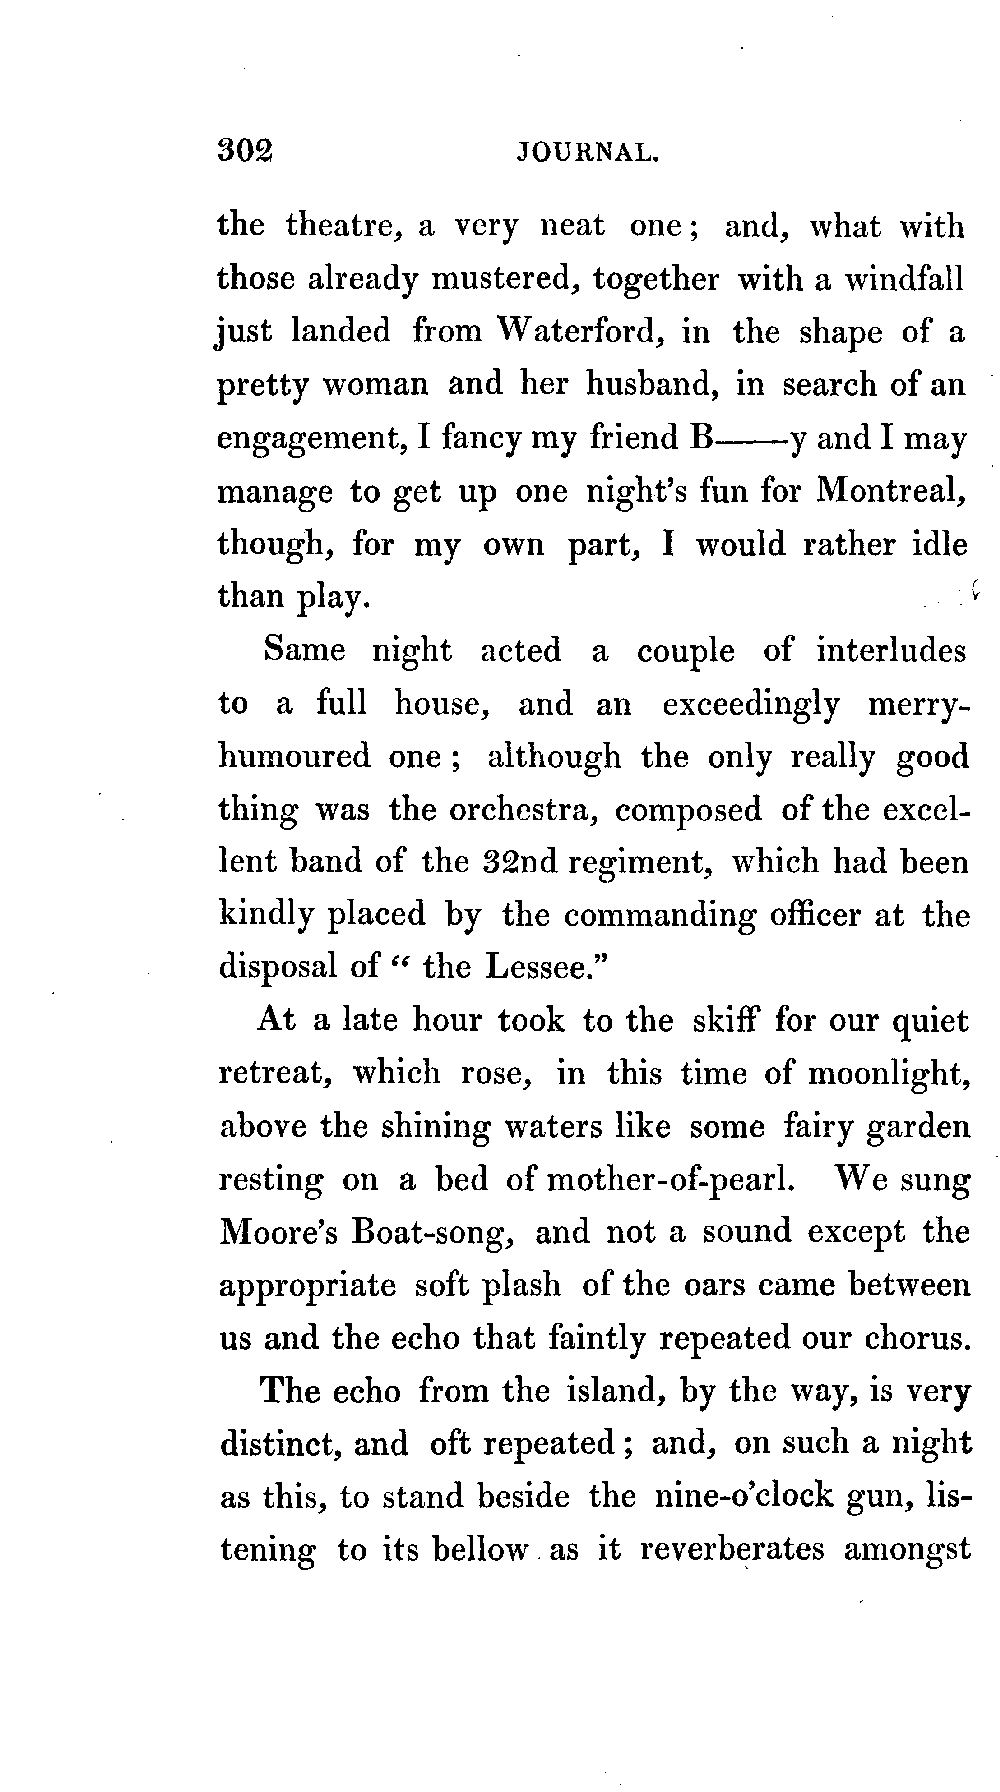 302 JOURNAL.
the theatre, a very neat one; and, what with
those already mustered, together with a windfall
just landed from Waterford, in the shape of a
pretty woman and her husband, in search of an
engagement, I fancy my friend B——y and I may
manage to get up one night's fun for Montreal,
though, for my own part, I would rather idle
than play.
Same night acted a couple of interludes
to a full house, and an exceedingly merry-
humoured one; although the only really good
thing was the orchestra, composed of the excel-
lent band of the 32nd regiment, which had been
kindly placed by the commanding officer at the
disposal of “ the Lessee.”
At a late hour took to the skiff for our quiet
retreat, which rose, in this time of moonlight,
above the shining waters like some fairy garden
resting on a bed of mother-of-pearl. We sung
Moore's Boat-song, and not a sound except the
appropriate soft plash of the oars came between
us and the echo that faintly repeated our chorus.
The echo from the island, by the way, is very
distinct, and oft repeated; and, on such a night
as this, to stand beside the nine-o'clock gun, lis-
tening to its bellow as it reverberates amongst